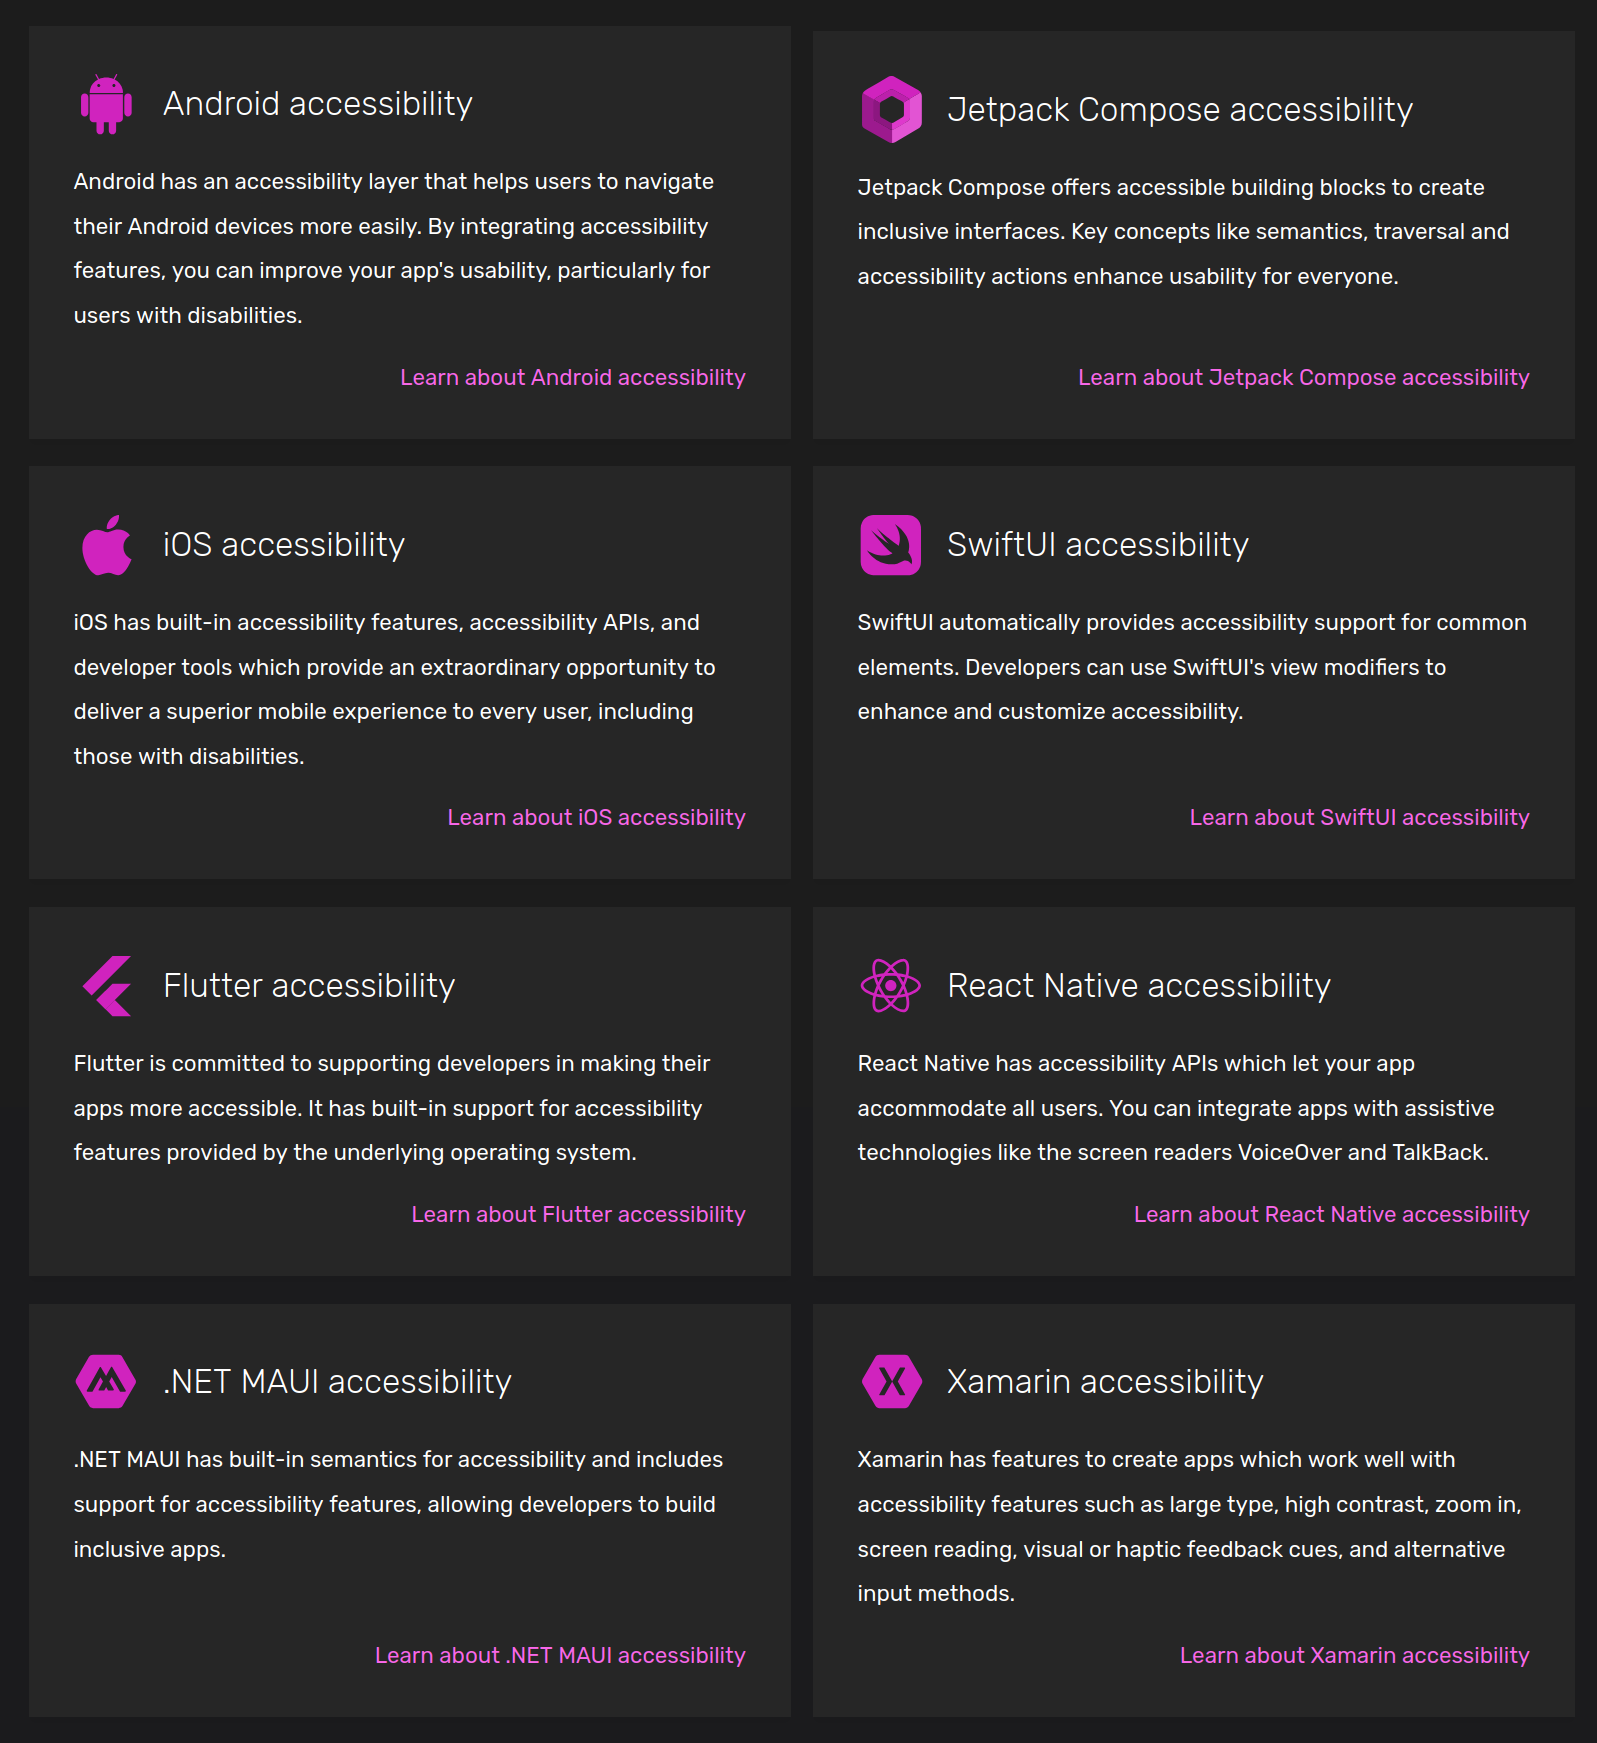 Android accessibility
Android has an accessibility layer that helps users to navigate
their Android devices more easily. By integrating accessibility
features, you can improve your app's usability, particularly for
users with disabilities.
Learn about Android accessibility
Jetpack Compose accessibility
Jetpack Compose offers accessible building blocks to create
inclusive interfaces. Key concepts like semantics, traversal and
accessibility actions enhance usability for everyone.
Learn about Jetpack Compose accessibility
iOS accessibility
iOS has built-in accessibility features, accessibility APIs, and
developer tools which provide an extraordinary opportunity to
deliver a superior mobile experience to every user, including
those with disabilities.
Learn about iOS accessibility
SwiftUI accessibility
SwiftUI automatically provides accessibility support for common
elements. Developers can use SwiftUI's view modifiers to
enhance and customize accessibility.
Learn about SwiftUI accessibility
Flutter accessibility
Flutter is committed to supporting developers in making their
apps more accessible. It has built-in support for accessibility
features provided by the underlying operating system.
Learn about Flutter accessibility
React Native accessibility
React Native has accessibility APIs which let your app
accommodate all users. You can integrate apps with assistive
technologies like the screen readers VoiceOver and TalkBack.
Learn about React Native accessibility
.NET MAUI accessibility
.NET MAUI has built-in semantics for accessibility and includes
support for accessibility features, allowing developers to build
inclusive apps.
Learn about .NET MAUI accessibility
Xamarin accessibility
Xamarin has features to create apps which work well with
accessibility features such as large type, high contrast, zoom in,
screen reading, visual or haptic feedback cues, and alternative
input methods.
Learn about Xamarin accessibility